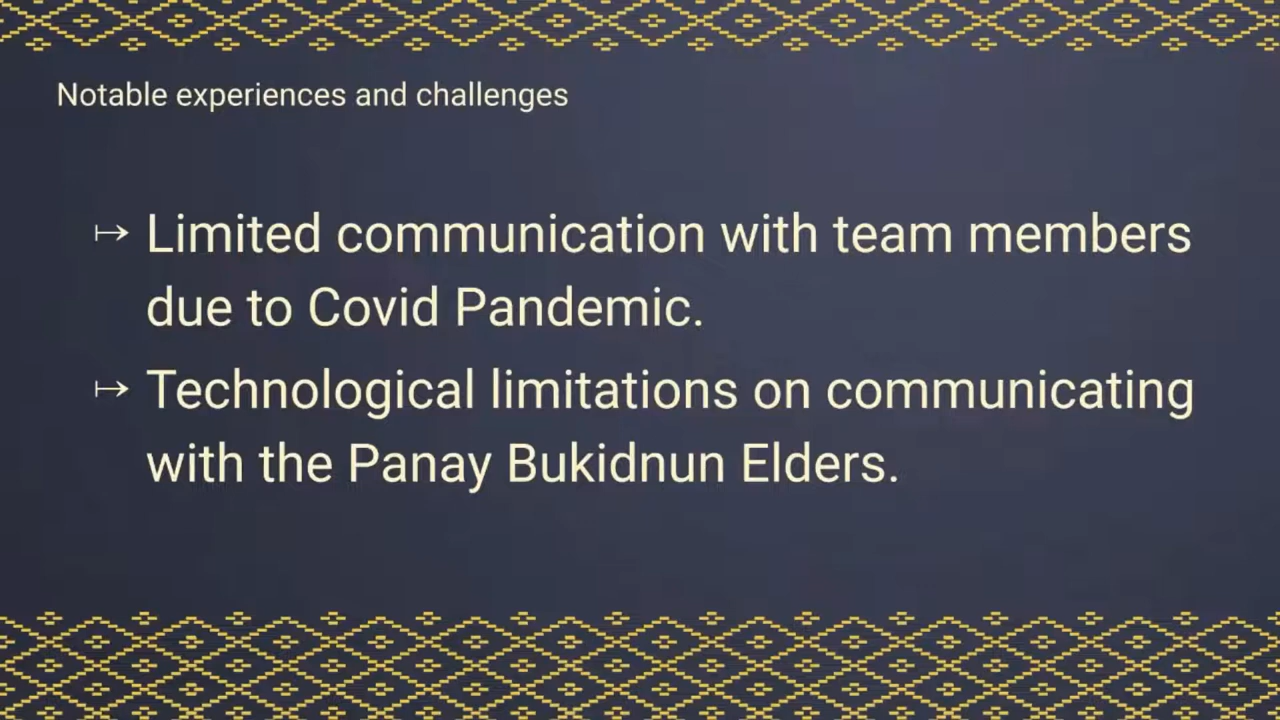 Notable experiences and challenges
↦ Limited communication with team members
due to Covid Pandemic.
↦ Technological limitations on communicating
with the Panay Bukidnun Elders.